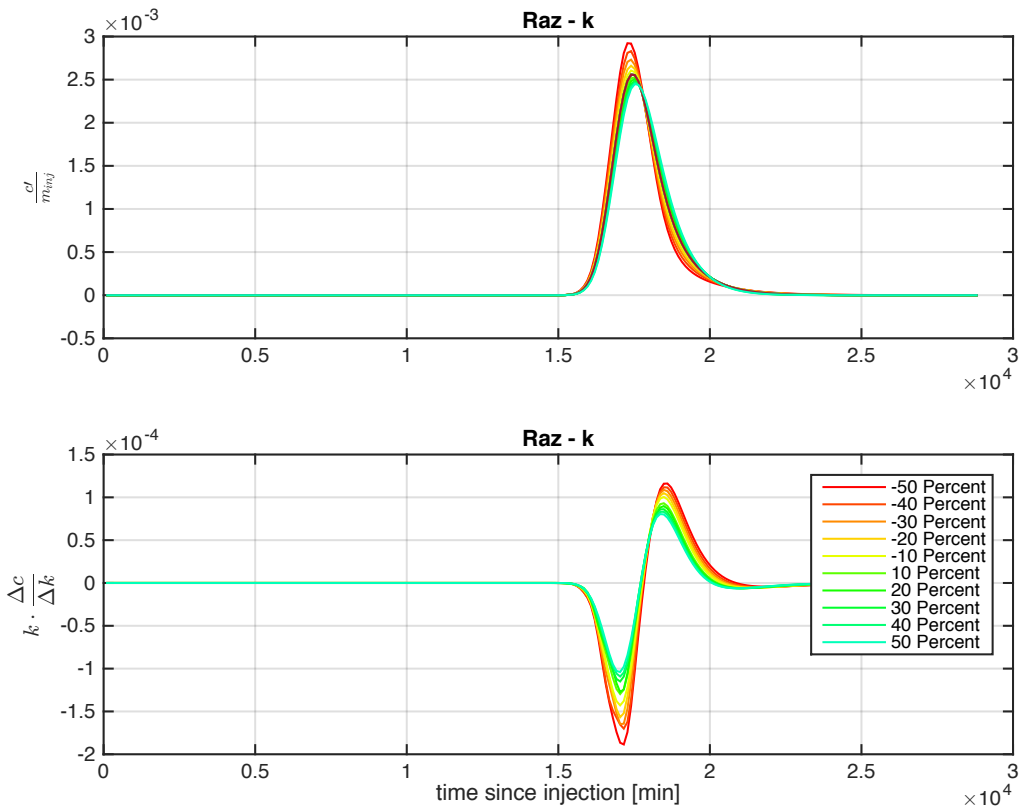 Raz - k
×10⁻³
3
2.5
2
1.5
1
0.5
0
-0.5
c′/m_inj
0 0.5 1 1.5 2 2.5 3
×10⁴
Raz - k
×10⁻⁴
1.5
1
0.5
0
-0.5
-1
-1.5
-2
k · Δc/Δk
-50 Percent
-40 Percent
-30 Percent
-20 Percent
-10 Percent
10 Percent
20 Percent
30 Percent
40 Percent
50 Percent
0 0.5 1 1.5 2 2.5 3
time since injection [min]
×10⁴